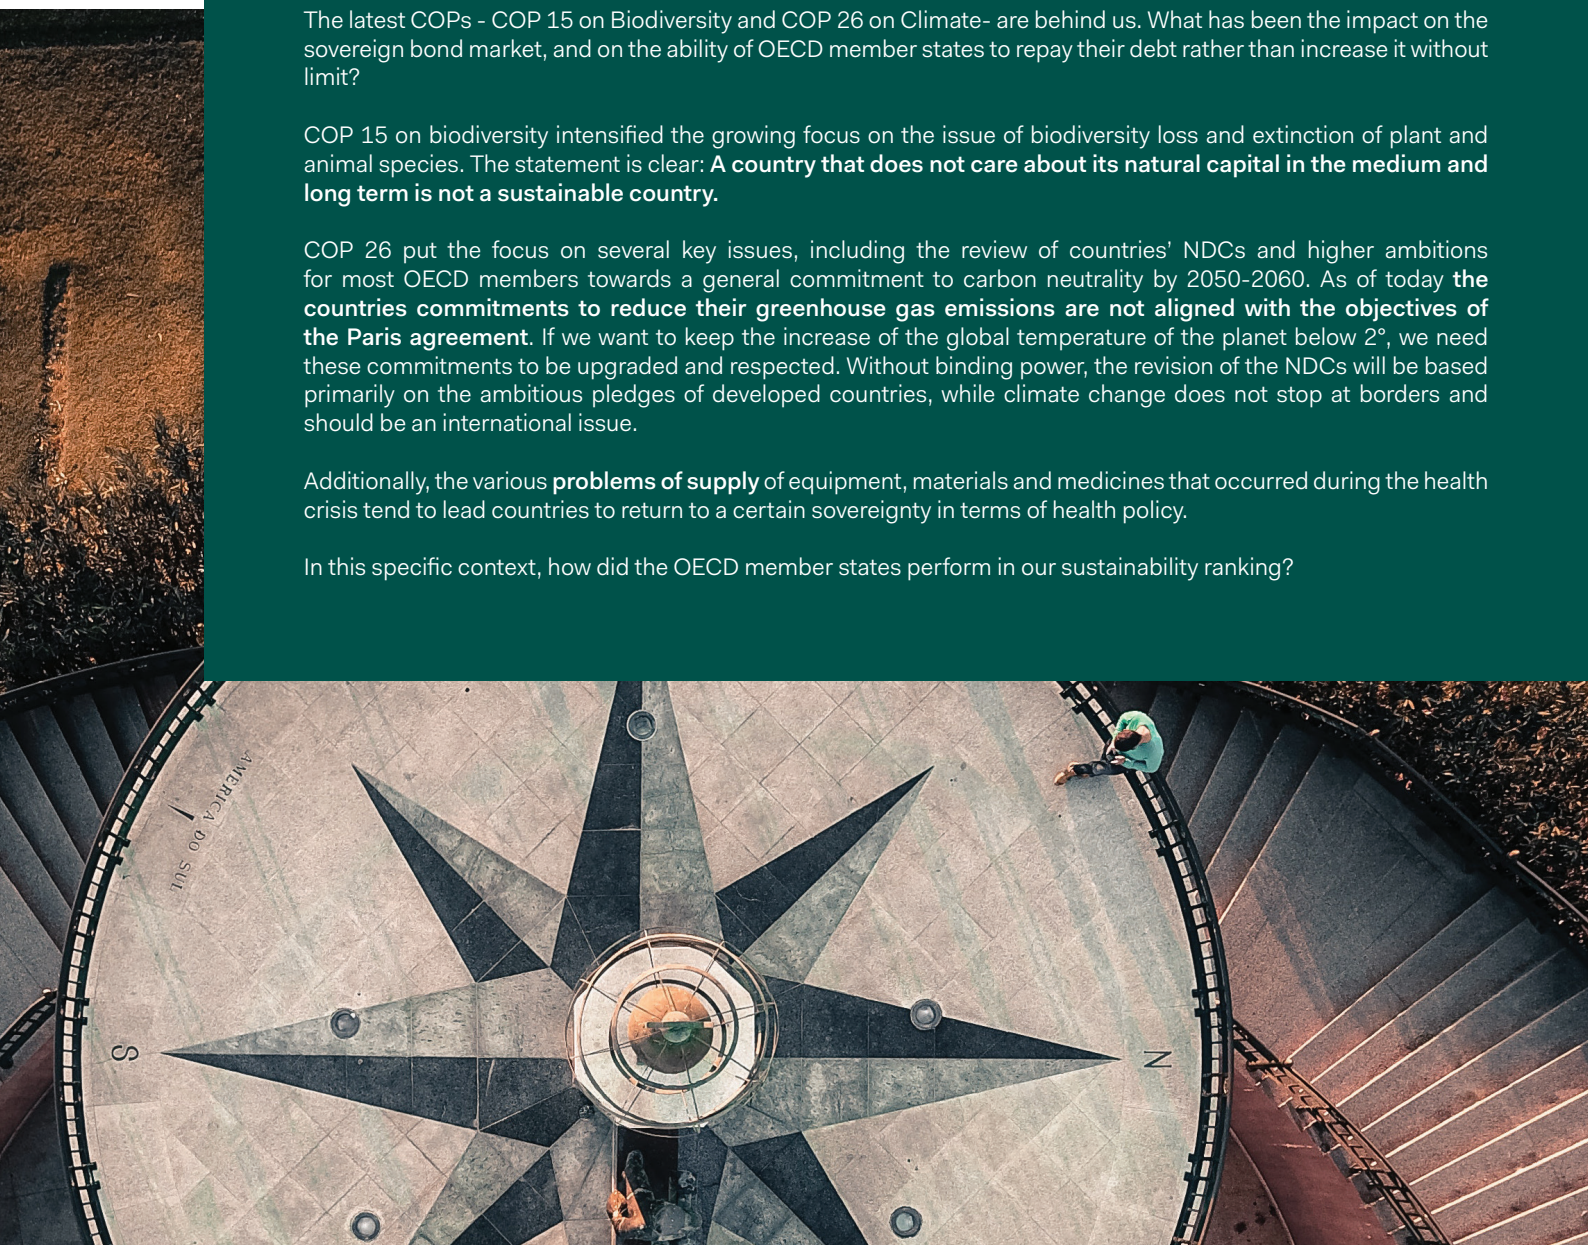 The latest COPs - COP 15 on Biodiversity and COP 26 on Climate- are behind us. What has been the impact on the
sovereign bond market, and on the ability of OECD member states to repay their debt rather than increase it without
limit?
COP 15 on biodiversity intensified the growing focus on the issue of biodiversity loss and extinction of plant and
animal species. The statement is clear: A country that does not care about its natural capital in the medium and
long term is not a sustainable country.
COP 26 put the focus on several key issues, including the review of countries' NDCs and higher ambitions
for most OECD members towards a general commitment to carbon neutrality by 2050-2060. As of today the
countries commitments to reduce their greenhouse gas emissions are not aligned with the objectives of
the Paris agreement. If we want to keep the increase of the global temperature of the planet below 2°, we need
these commitments to be upgraded and respected. Without binding power, the revision of the NDCs will be based
primarily on the ambitious pledges of developed countries, while climate change does not stop at borders and
should be an international issue.
Additionally, the various problems of supply of equipment, materials and medicines that occurred during the health
crisis tend to lead countries to return to a certain sovereignty in terms of health policy.
In this specific context, how did the OECD member states perform in our sustainability ranking?
AMERICA DO SUL
S
N